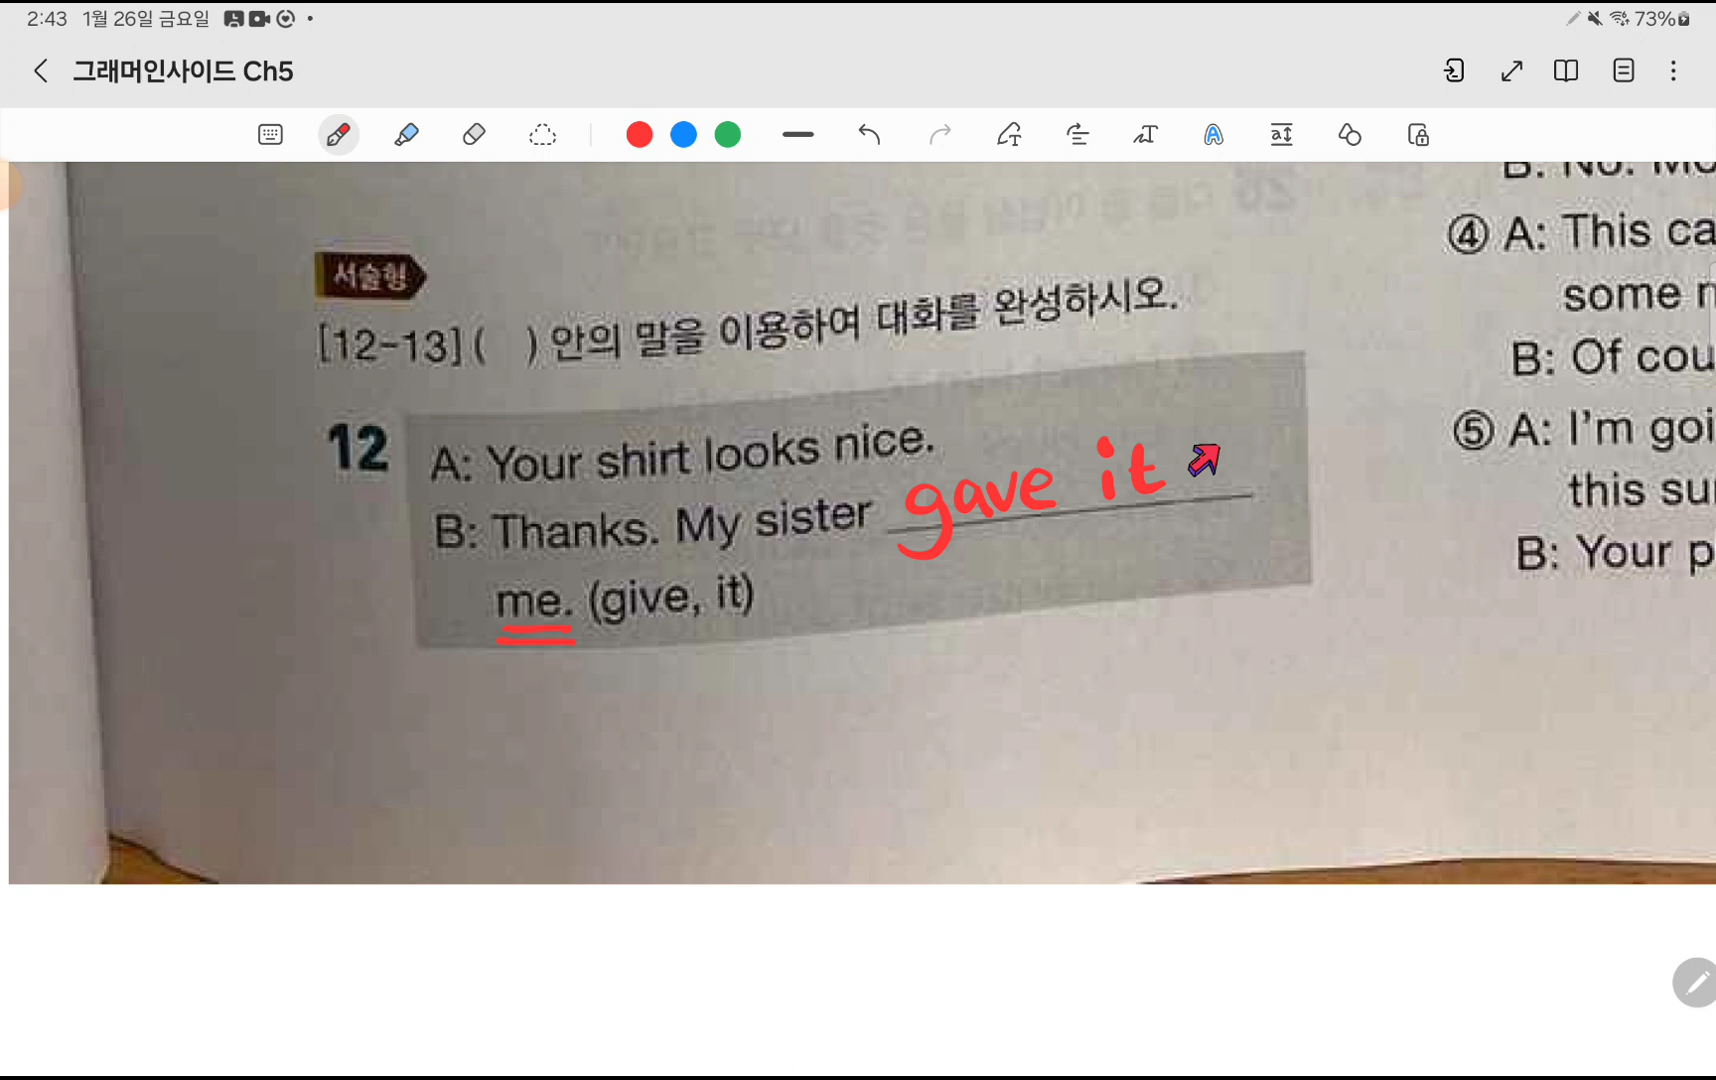 2:43 1월 26일 금요일
73%
그래머인사이드 Ch5
서술형
[12-13] ( ) 안의 말을 이용하여 대화를 완성하시오.
12
A: Your shirt looks nice.
B: Thanks. My sister gave it
me. (give, it)
B: No.
④ A: This ca
some
B: Of cou
⑤ A: I'm goi
this su
B: Your p